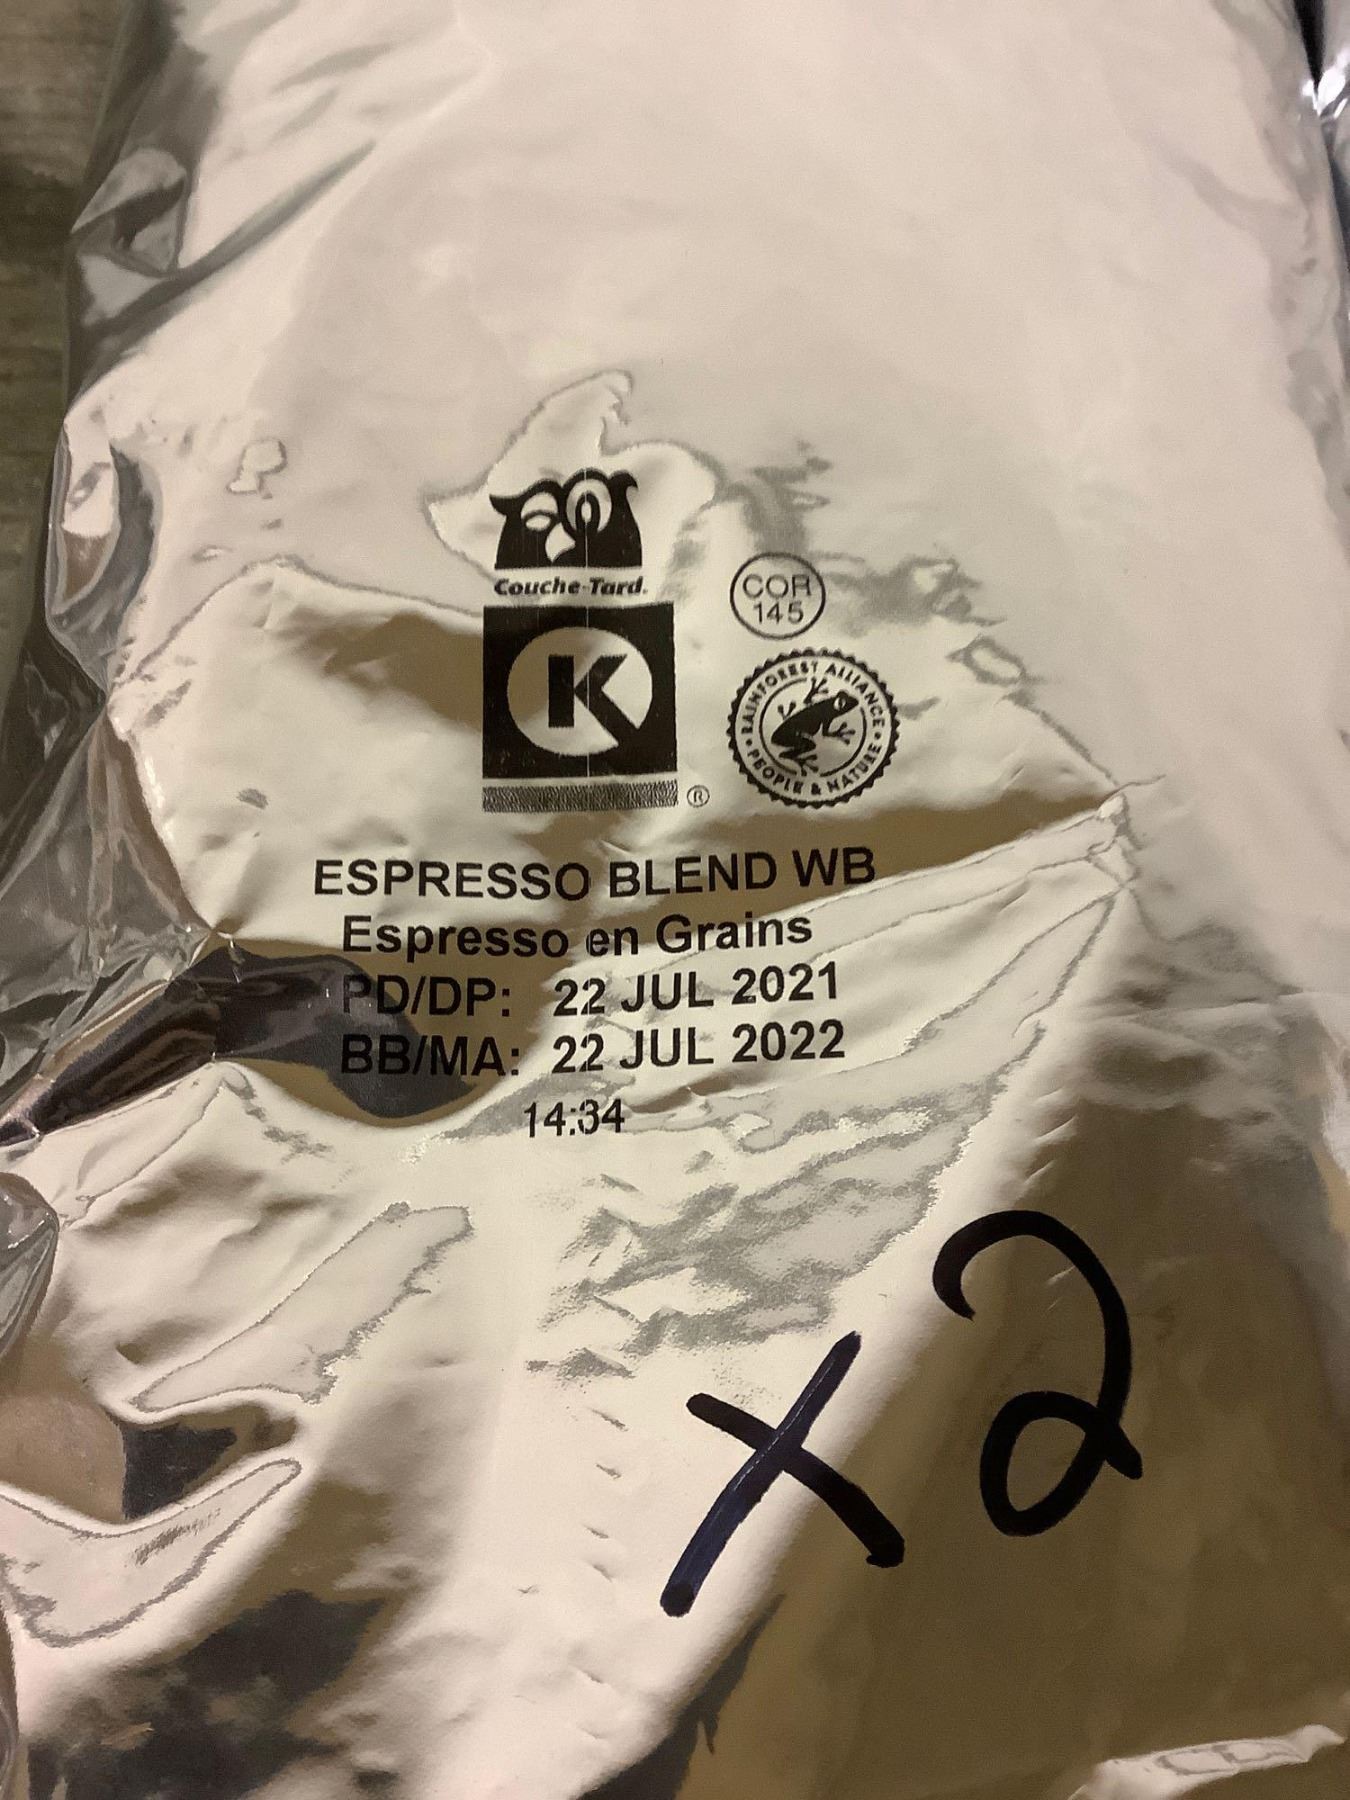 Couche-Tard.
K
®
COR
145
RAINFOREST ALLIANCE
• PEOPLE & NATURE •
ESPRESSO BLEND WB
Espresso en Grains
PD/DP: 22 JUL 2021
BB/MA: 22 JUL 2022
14:34
x2